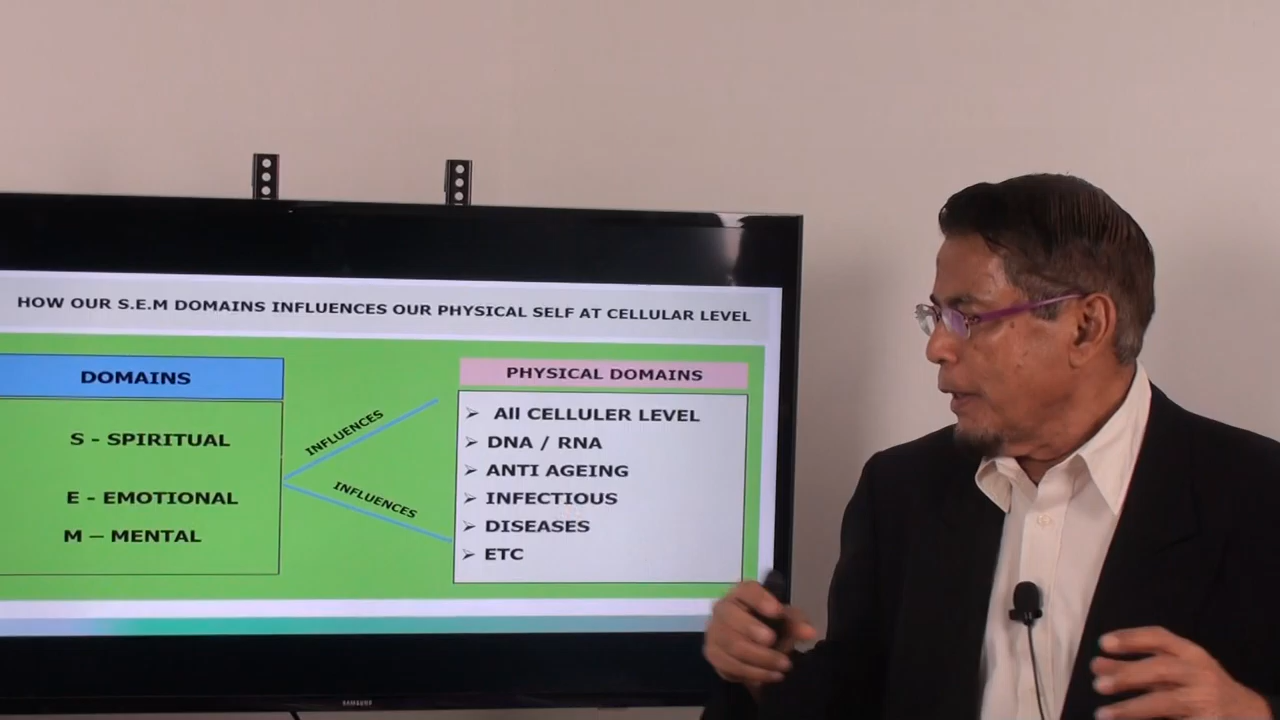 HOW OUR S.E.M DOMAINS INFLUENCES OUR PHYSICAL SELF AT CELLULAR LEVEL
DOMAINS
S - SPIRITUAL
E - EMOTIONAL
M – MENTAL
INFLUENCES
INFLUENCES
PHYSICAL DOMAINS
➢ All CELLULER LEVEL
➢ DNA / RNA
➢ ANTI AGEING
➢ INFECTIOUS
➢ DISEASES
➢ ETC
SAMSUNG